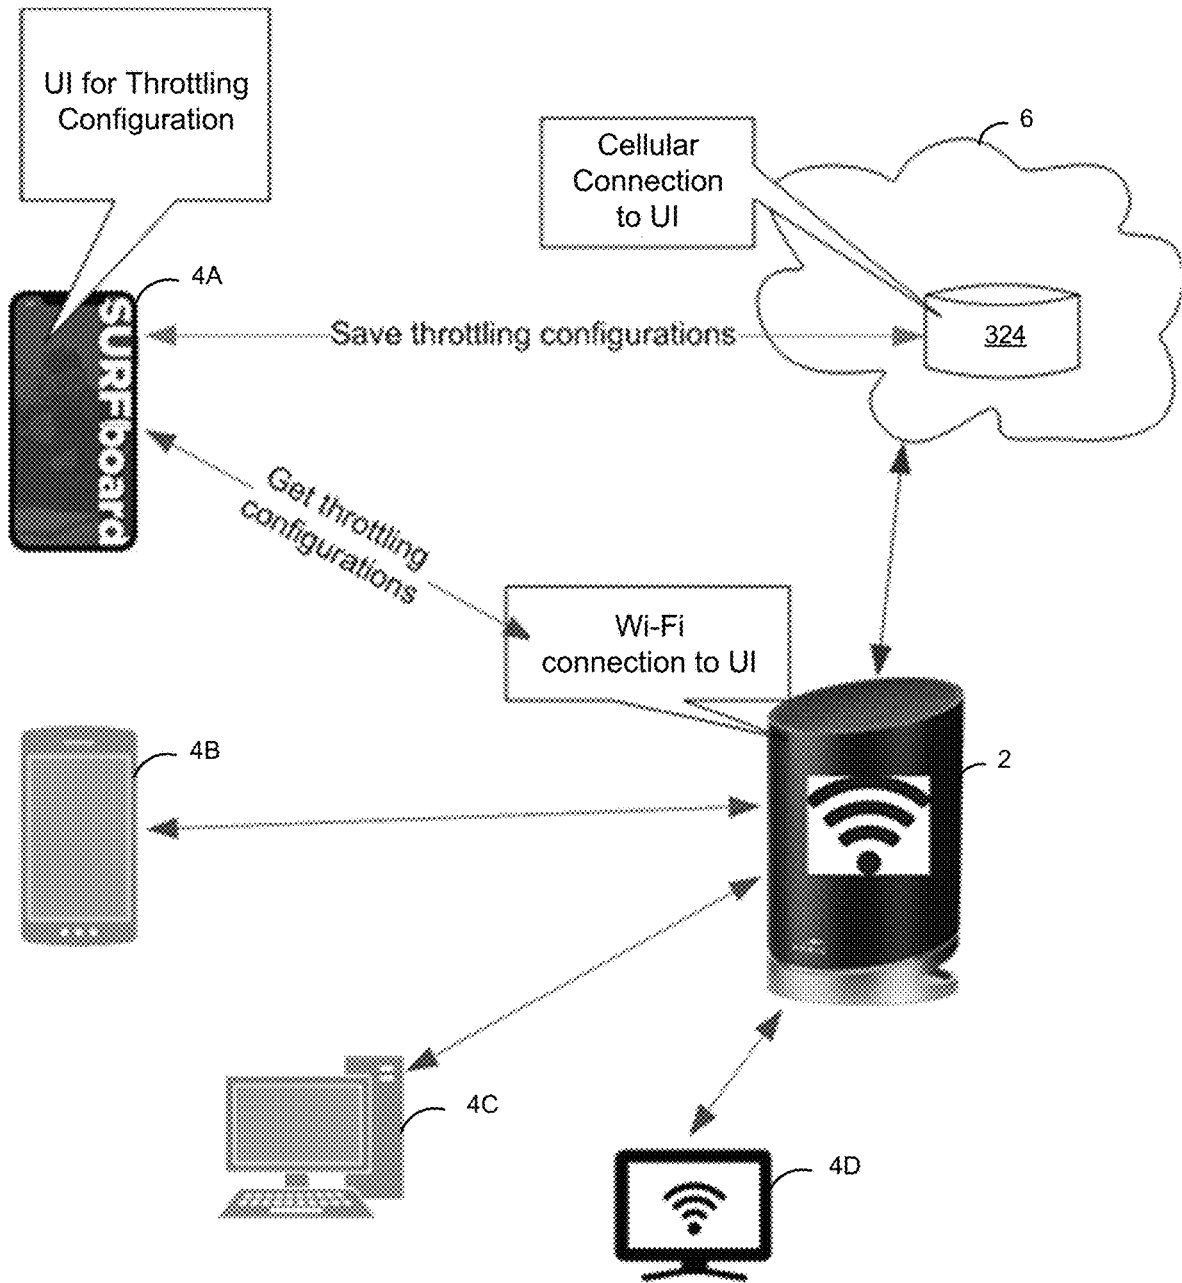 UI for Throttling
Configuration
6
Cellular
Connection
to UI
4A
SURFboard
Save throttling configurations
324
Get throttling
configurations
Wi-Fi
connection to UI
4B
2
4C
4D